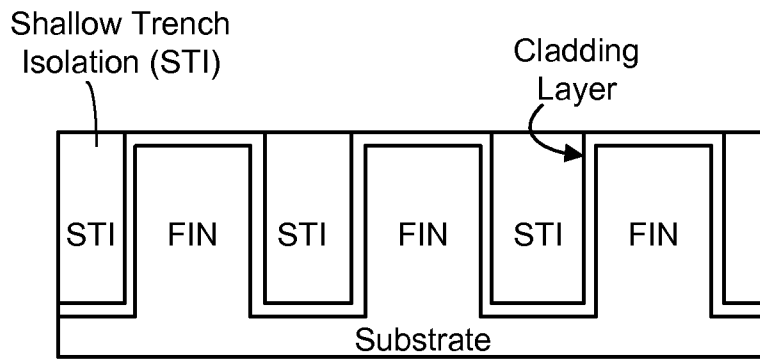 Shallow Trench
Isolation (STI)
Cladding
Layer
STI
FIN
STI
FIN
STI
FIN
Substrate